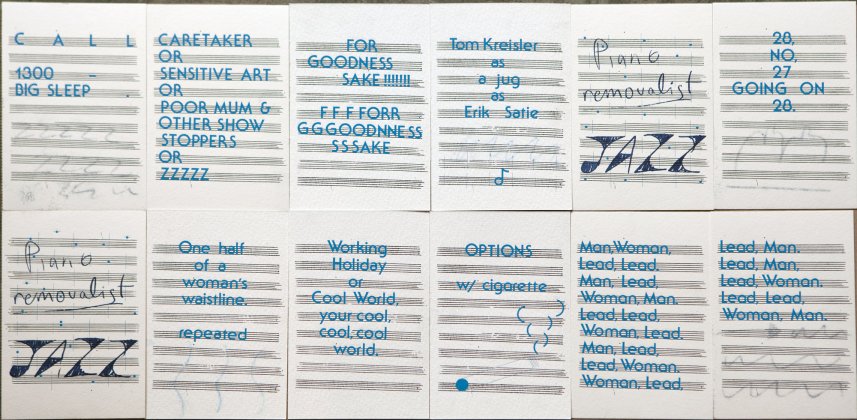 C A L L
1300 –
BIG SLEEP .
CARETAKER
OR
SENSITIVE ART
OR
POOR MUM &
OTHER SHOW
STOPPERS
OR
ZZZZZ
FOR
GOODNESS
SAKE !!!!!!!
F F F FORR
GGGOODNNESS
S S SAKE
Tom Kreisler
as
a jug
as
Erik Satie
Piano
removalist
JAZZ
28,
NO,
27
GOING ON
28.
Piano
removalist
:
JAZZ
One half
of a
woman's
waistline.
repeated
Working
Holiday
or
Cool World,
your cool,
cool, cool
world.
OPTIONS
w/ cigarette
Man,Woman,
Lead, Lead.
Man, Lead,
Woman, Man.
Lead, Lead,
Woman, Lead.
Man, Lead,
Lead, Woman.
Woman, Lead,
Lead, Man.
Lead, Man,
Lead, Woman.
Lead, Lead,
Woman, Man.